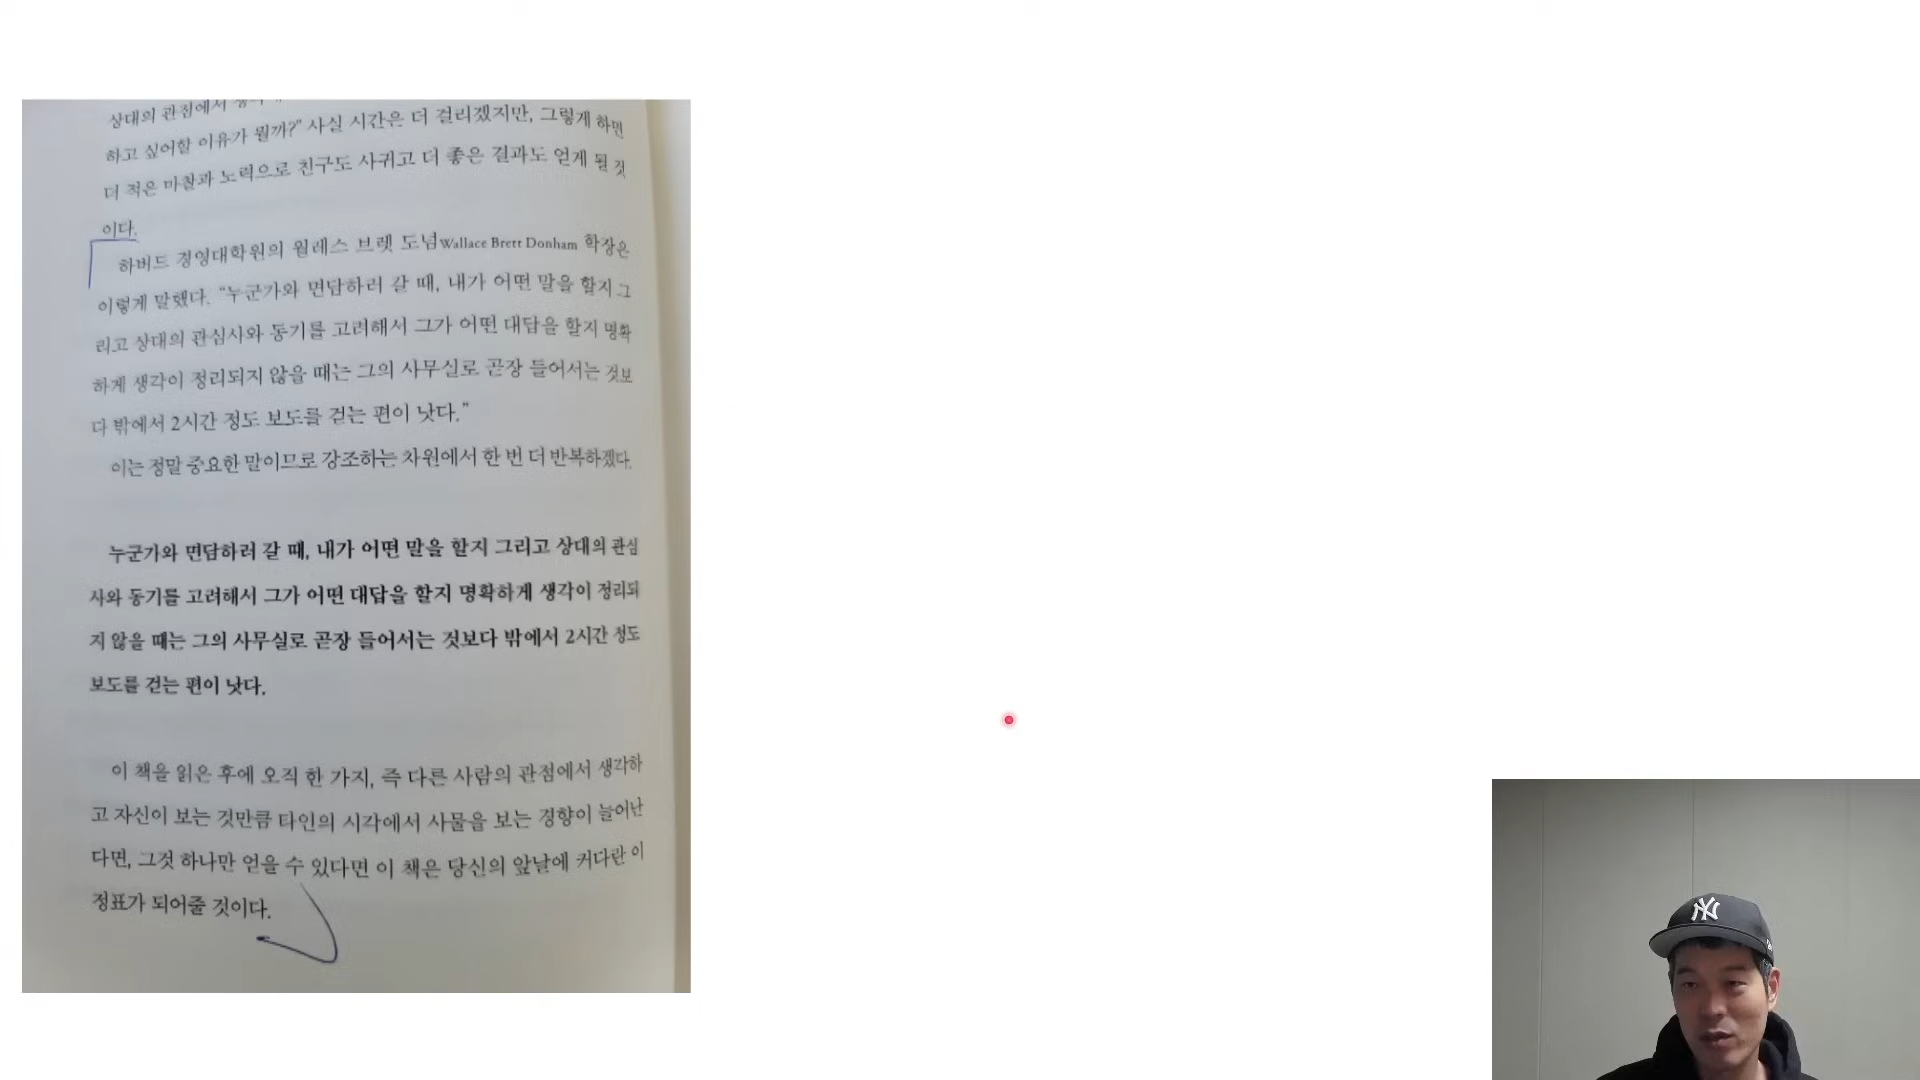 상대의 관점에서
하고 싶어할 이유가 뭘까?” 사실 시간은 더 걸리겠지만, 그렇게 하면
더 적은 마찰과 노력으로 친구도 사귀고 더 좋은 결과도 얻게 될 것
이다.
하버드 경영대학원의 월레스 브렛 도넘Wallace Brett Donham 학장은
이렇게 말했다. “누군가와 면담하러 갈 때, 내가 어떤 말을 할지 그
리고 상대의 관심사와 동기를 고려해서 그가 어떤 대답을 할지 명확
하게 생각이 정리되지 않을 때는 그의 사무실로 곧장 들어서는 것보
다 밖에서 2시간 정도 보도를 걷는 편이 낫다.”
이는 정말 중요한 말이므로 강조하는 차원에서 한 번 더 반복하겠다.
누군가와 면담하러 갈 때, 내가 어떤 말을 할지 그리고 상대의 관심
사와 동기를 고려해서 그가 어떤 대답을 할지 명확하게 생각이 정리되
지 않을 때는 그의 사무실로 곧장 들어서는 것보다 밖에서 2시간 정도
보도를 걷는 편이 낫다.
이 책을 읽은 후에 오직 한 가지, 즉 다른 사람의 관점에서 생각하
고 자신이 보는 것만큼 타인의 시각에서 사물을 보는 경향이 늘어난
다면, 그것 하나만 얻을 수 있다면 이 책은 당신의 앞날에 커다란 이
정표가 되어줄 것이다.
NY